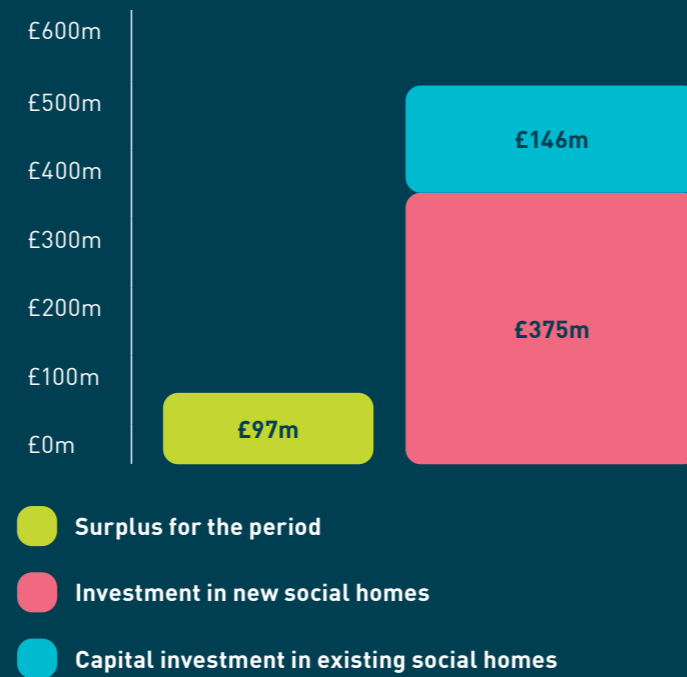 £600m
£500m
£146m
£400m
£300m
£200m
£375m
£100m
£97m
£0m
Surplus for the period
Investment in new social homes
Capital investment in existing social homes